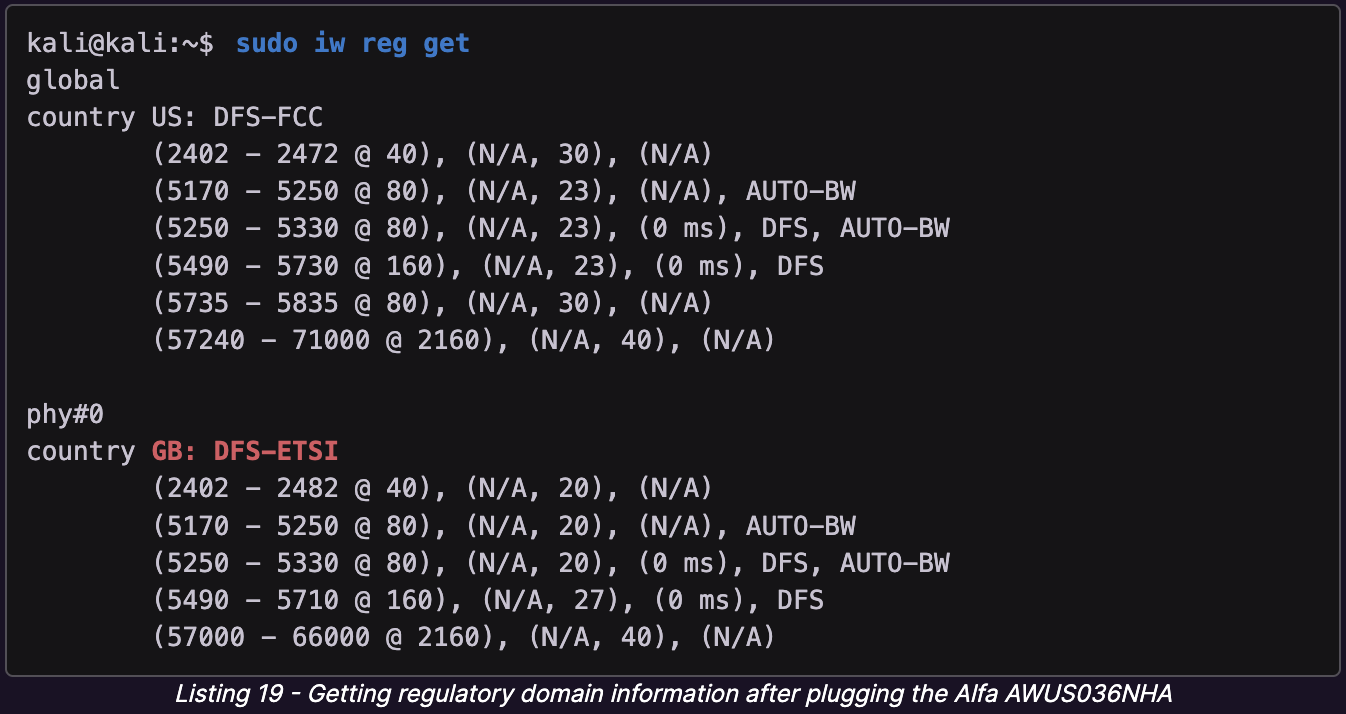 kali@kali:~$ sudo iw reg get
global
country US: DFS-FCC
(2402 - 2472 @ 40), (N/A, 30), (N/A)
(5170 - 5250 @ 80), (N/A, 23), (N/A), AUTO-BW
(5250 - 5330 @ 80), (N/A, 23), (0 ms), DFS, AUTO-BW
(5490 - 5730 @ 160), (N/A, 23), (0 ms), DFS
(5735 - 5835 @ 80), (N/A, 30), (N/A)
(57240 - 71000 @ 2160), (N/A, 40), (N/A)
phy#0
country GB: DFS-ETSI
(2402 - 2482 @ 40), (N/A, 20), (N/A)
(5170 - 5250 @ 80), (N/A, 20), (N/A), AUTO-BW
(5250 - 5330 @ 80), (N/A, 20), (0 ms), DFS, AUTO-BW
(5490 - 5710 @ 160), (N/A, 27), (0 ms), DFS
(57000 - 66000 @ 2160), (N/A, 40), (N/A)
Listing 19 - Getting regulatory domain information after plugging the Alfa AWUS036NHA